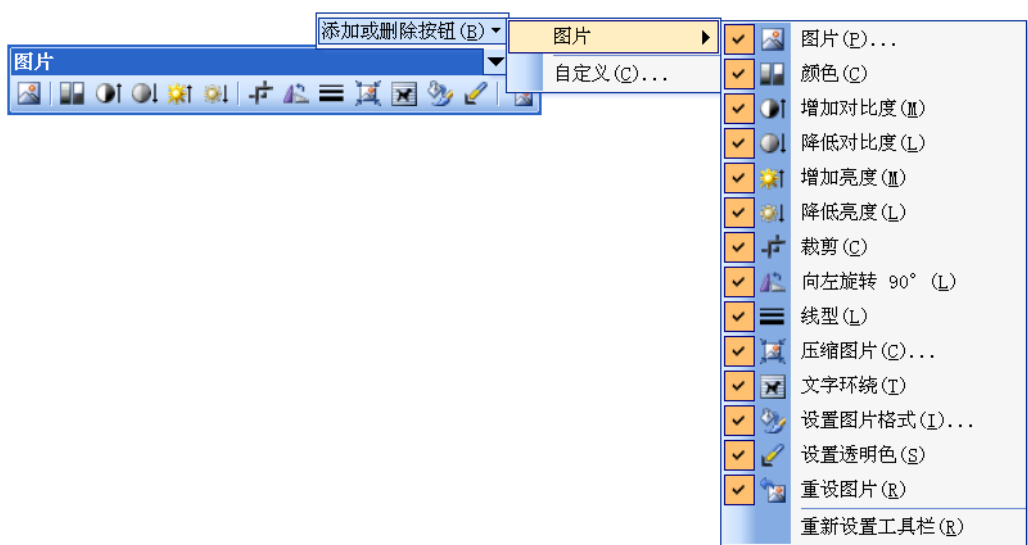 添加或删除按钮(B)
图片
图片
自定义(C)...
图片(P)...
颜色(C)
增加对比度(M)
降低对比度(L)
增加亮度(M)
降低亮度(L)
裁剪(C)
向左旋转 90° (L)
线型(L)
压缩图片(C)...
文字环绕(T)
设置图片格式(I)...
设置透明色(S)
重设图片(R)
重新设置工具栏(R)